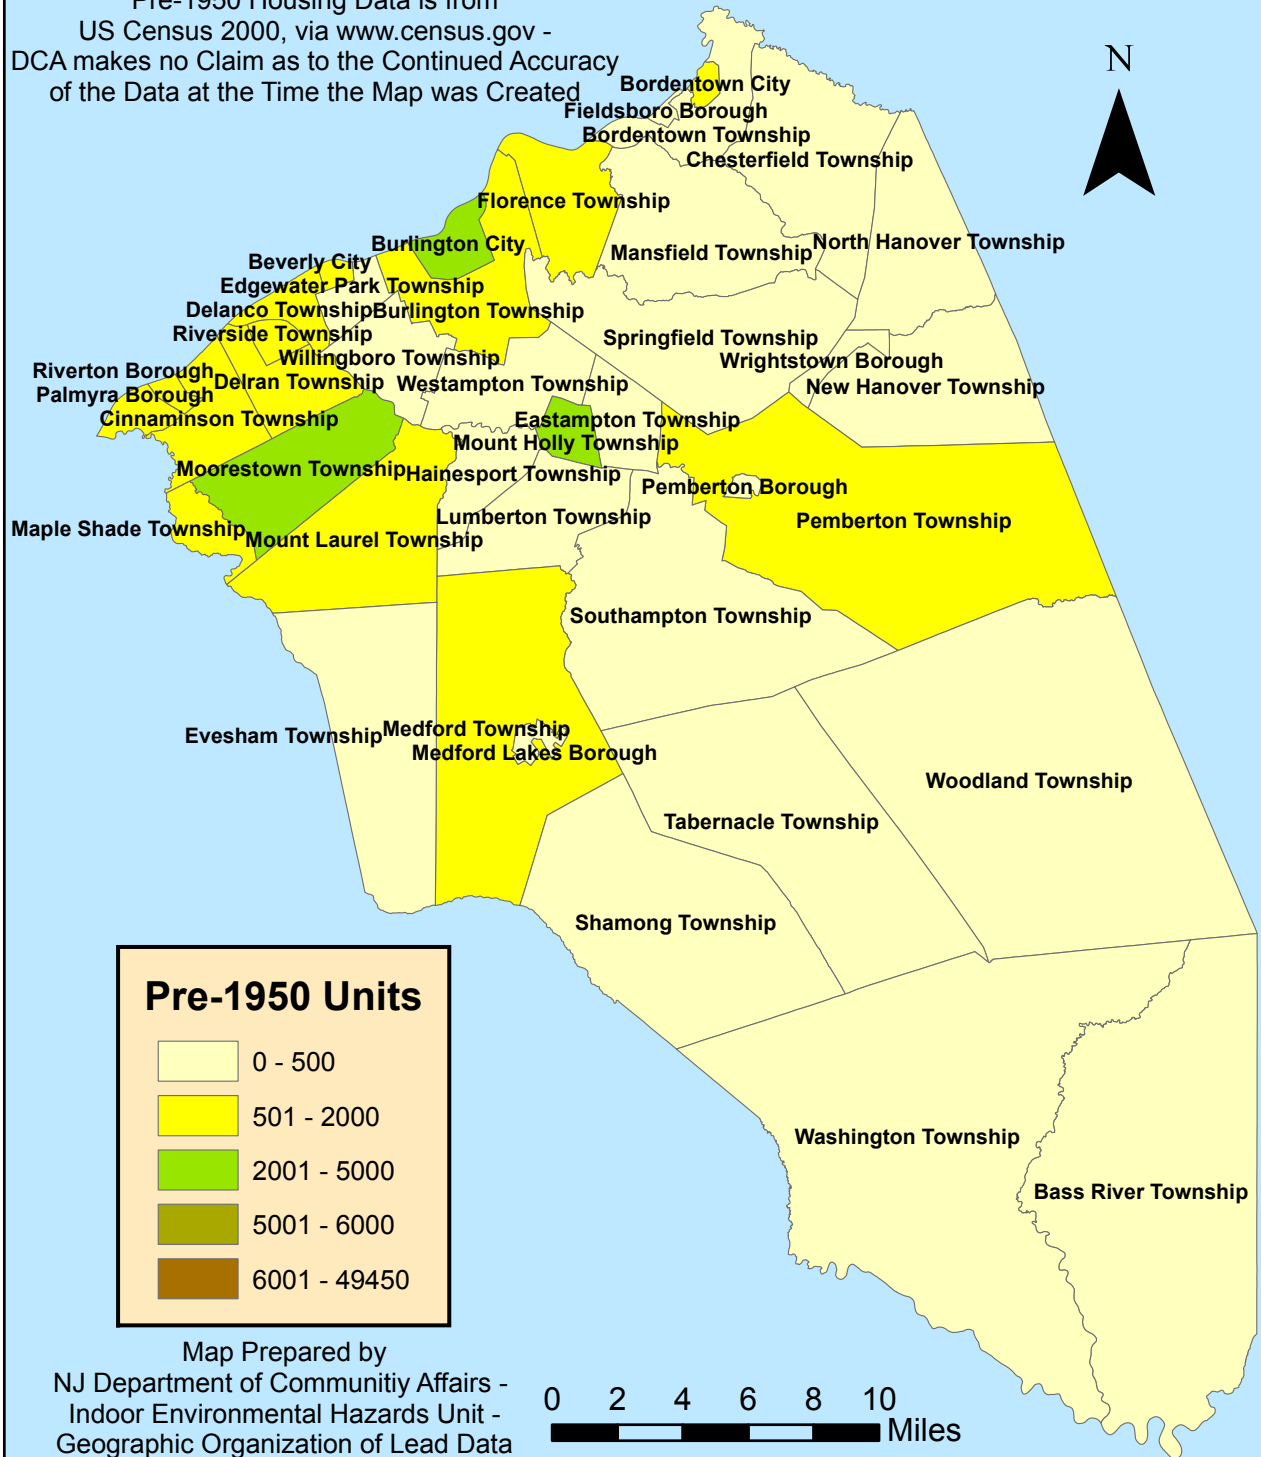 Pre-1950 Housing Data is from
US Census 2000, via www.census.gov -
DCA makes no Claim as to the Continued Accuracy
of the Data at the Time the Map was Created
N
Bordentown City
Fieldsboro Borough
Bordentown Township
Chesterfield Township
Florence Township
North Hanover Township
Burlington City
Mansfield Township
Beverly City
Edgewater Park Township
Delanco Township
Burlington Township
Riverside Township
Springfield Township
Willingboro Township
Wrightstown Borough
Riverton Borough
Delran Township
Westampton Township
New Hanover Township
Palmyra Borough
Cinnaminson Township
Eastampton Township
Mount Holly Township
Moorestown Township
Hainesport Township
Pemberton Borough
Lumberton Township
Pemberton Township
Maple Shade Township
Mount Laurel Township
Southampton Township
Evesham Township
Medford Township
Medford Lakes Borough
Woodland Township
Tabernacle Township
Shamong Township
Washington Township
Bass River Township
Pre-1950 Units
0 - 500
501 - 2000
2001 - 5000
5001 - 6000
6001 - 49450
Map Prepared by
NJ Department of Communitiy Affairs -
Indoor Environmental Hazards Unit -
Geographic Organization of Lead Data
0 2 4 6 8 10
Miles